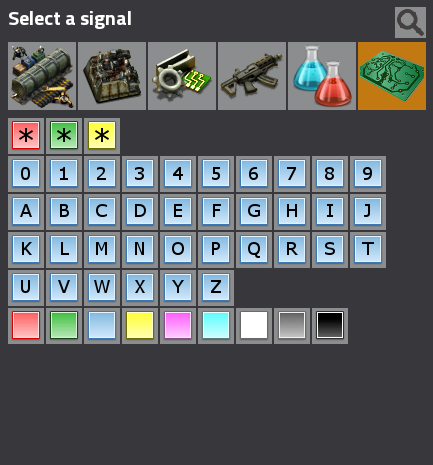 Select a signal
* * *
0 1 2 3 4 5 6 7 8 9
A B C D E F G H I J
K L M N O P Q R S T
U V W X Y Z